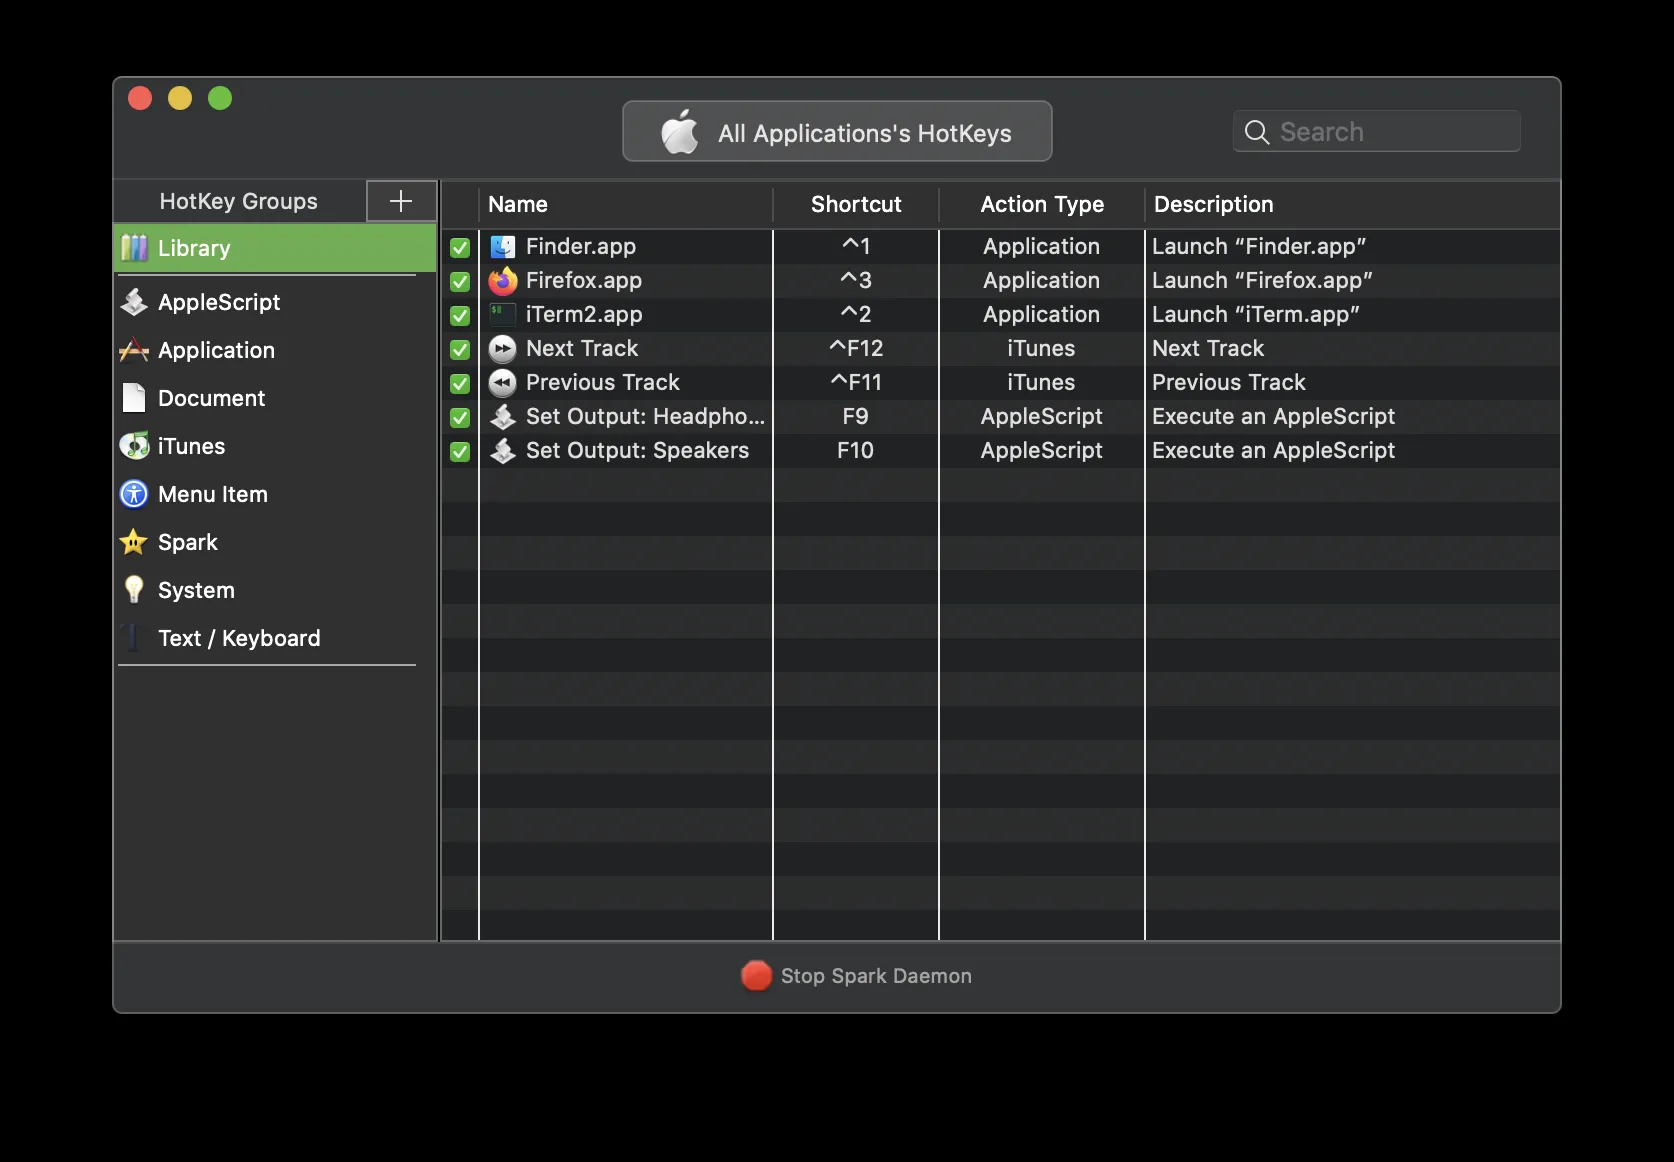 All Applications's HotKeys
Search
HotKey Groups
Library
AppleScript
Application
Document
iTunes
Menu Item
Spark
System
Text / Keyboard
Name Shortcut Action Type Description
Finder.app ^1 Application Launch “Finder.app”
Firefox.app ^3 Application Launch “Firefox.app”
iTerm2.app ^2 Application Launch “iTerm.app”
Next Track ^F12 iTunes Next Track
Previous Track ^F11 iTunes Previous Track
Set Output: Headpho... F9 AppleScript Execute an AppleScript
Set Output: Speakers F10 AppleScript Execute an AppleScript
Stop Spark Daemon